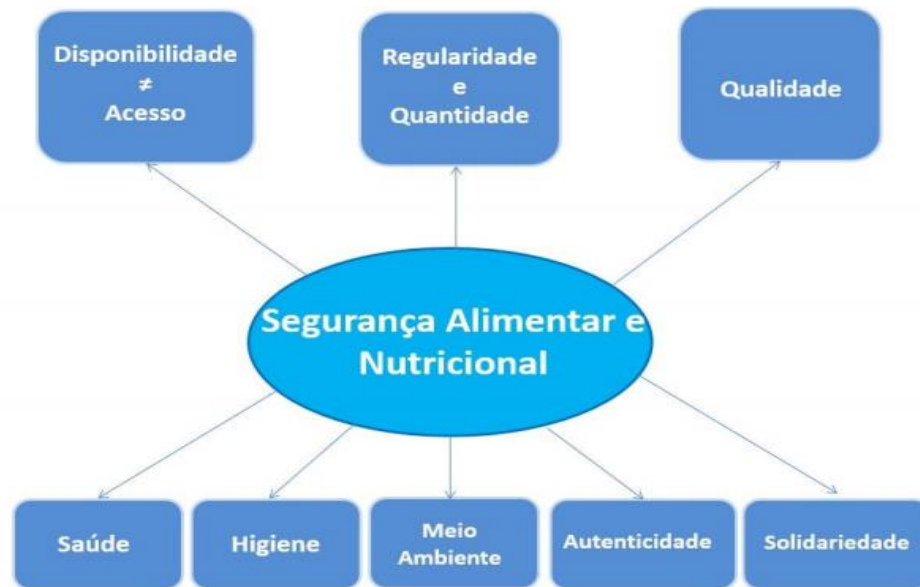 Disponibilidade
≠
Acesso
Regularidade
e
Quantidade
Qualidade
Segurança Alimentar e
Nutricional
Saúde
Higiene
Meio
Ambiente
Autenticidade
Solidariedade